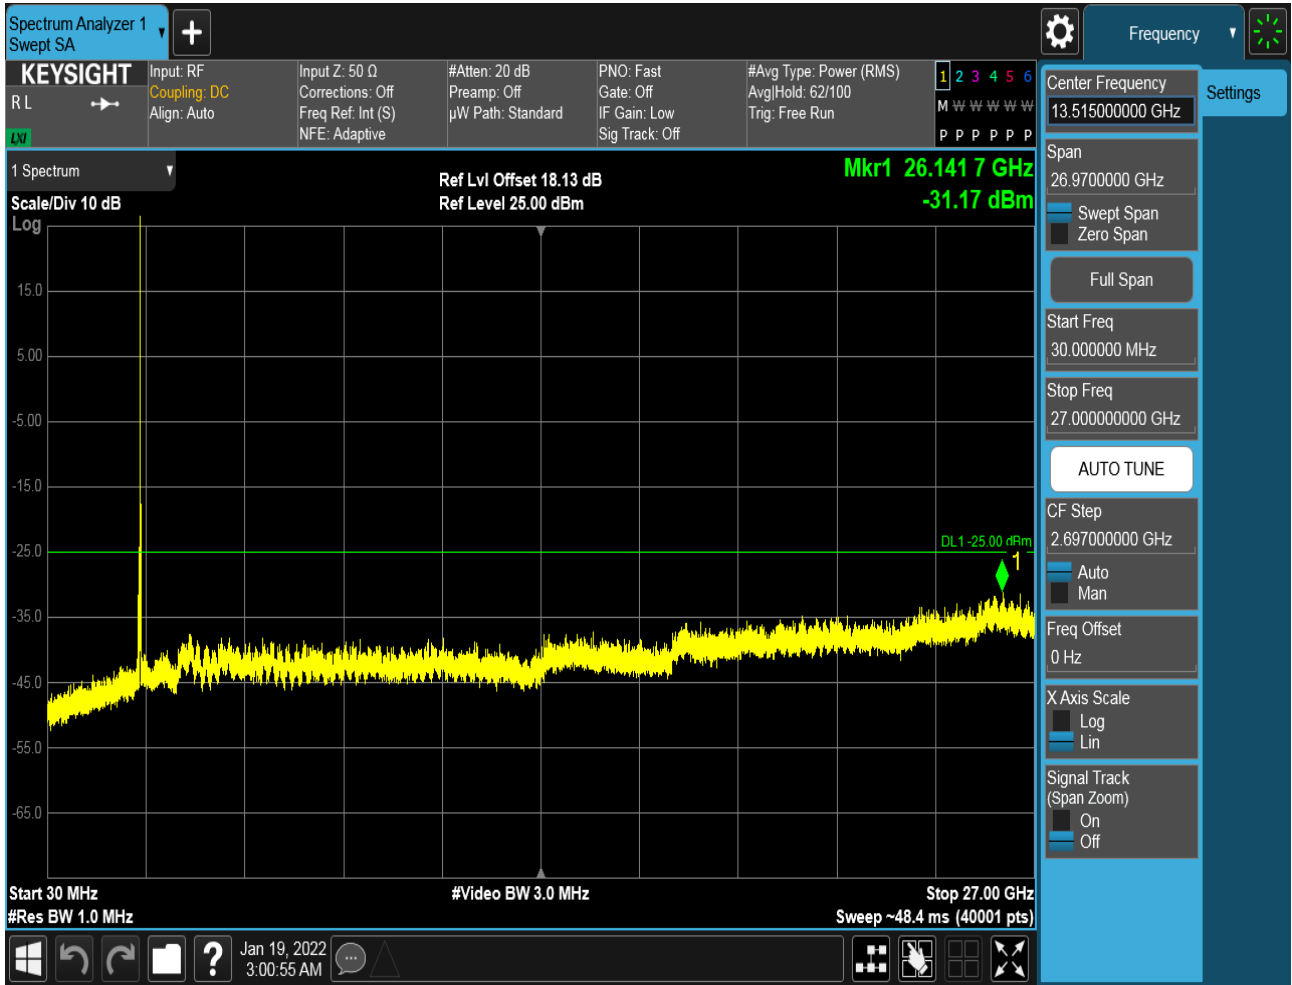 Spectrum Analyzer 1
Swept SA
Frequency
KEYSIGHT
R L
LXI
Input: RF
Coupling: DC
Align: Auto
Input Z: 50 Ω
Corrections: Off
Freq Ref: Int (S)
NFE: Adaptive
#Atten: 20 dB
Preamp: Off
µW Path: Standard
PNO: Fast
Gate: Off
IF Gain: Low
Sig Track: Off
#Avg Type: Power (RMS)
Avg|Hold: 62/100
Trig: Free Run
1 2 3 4 5 6
M W W W W W
P P P P P P
1 Spectrum
Scale/Div 10 dB
Log
Ref Lvl Offset 18.13 dB
Ref Level 25.00 dBm
Mkr1 26.141 7 GHz
-31.17 dBm
15.0
5.00
-5.00
-15.0
-25.0
-35.0
-45.0
-55.0
-65.0
DL1 -25.00 dBm
1
Start 30 MHz
#Res BW 1.0 MHz
#Video BW 3.0 MHz
Stop 27.00 GHz
Sweep ~48.4 ms (40001 pts)
Jan 19, 2022
3:00:55 AM
Center Frequency
13.515000000 GHz
Span
26.9700000 GHz
Swept Span
Zero Span
Full Span
Start Freq
30.000000 MHz
Stop Freq
27.000000000 GHz
AUTO TUNE
CF Step
2.697000000 GHz
Auto
Man
Freq Offset
0 Hz
X Axis Scale
Log
Lin
Signal Track
(Span Zoom)
On
Off
Settings